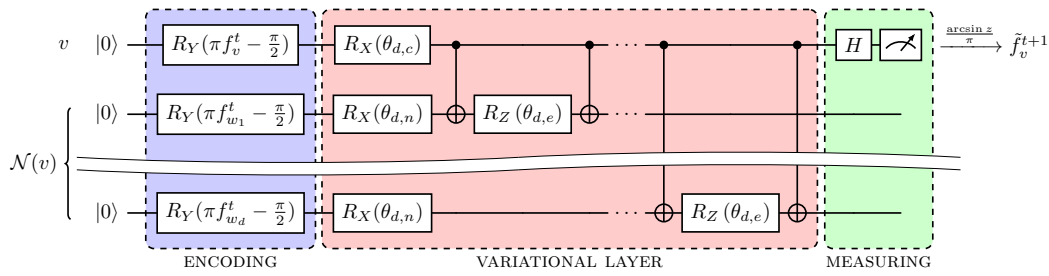 v |0⟩ R_Y(πf_v^t − π/2) R_X(θ_{d,c}) ··· ··· H arcsin z/π f̃_v^{t+1}
|0⟩ R_Y(πf_{w_1}^t − π/2) R_X(θ_{d,n}) R_Z(θ_{d,e}) ···
𝒩(v)
|0⟩ R_Y(πf_{w_d}^t − π/2) R_X(θ_{d,n}) ··· R_Z(θ_{d,e})
ENCODING VARIATIONAL LAYER MEASURING